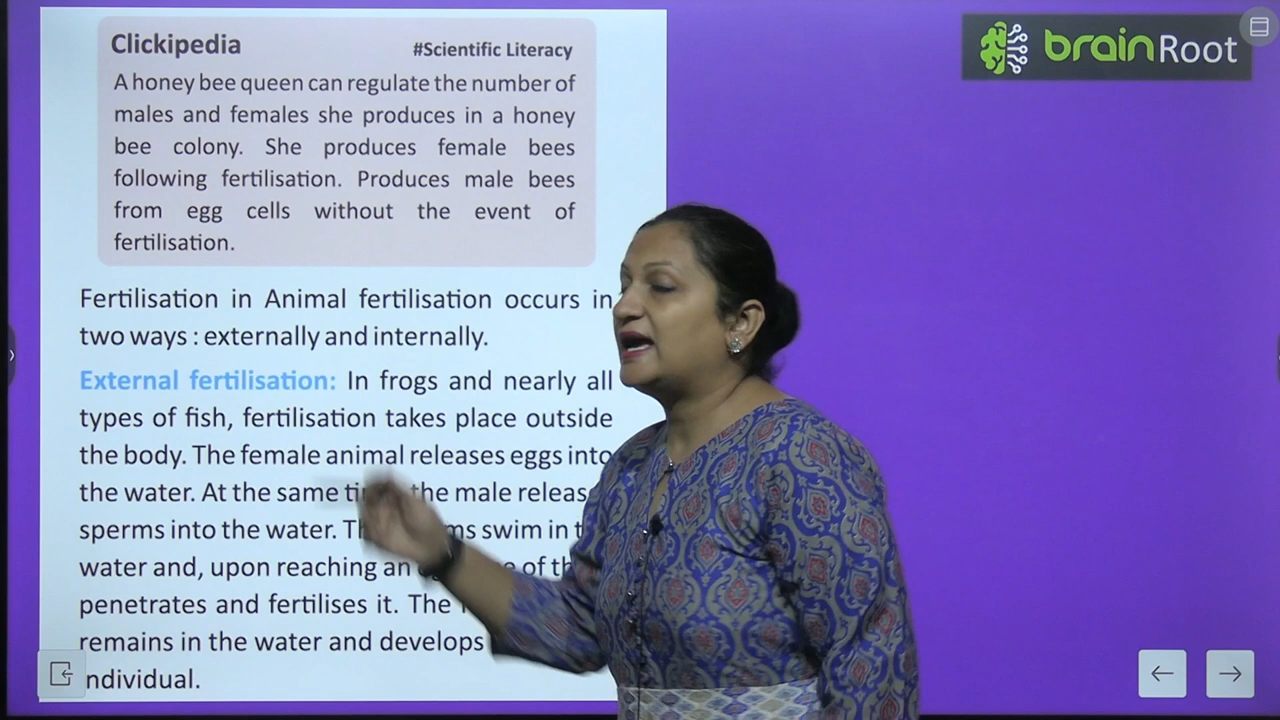 Clickipedia #Scientific Literacy
A honey bee queen can regulate the number of
males and females she produces in a honey
bee colony. She produces female bees
following fertilisation. Produces male bees
from egg cells without the event of
fertilisation.
brainRoot
Fertilisation in Animal fertilisation occurs in
two ways : externally and internally.
External fertilisation: In frogs and nearly all
types of fish, fertilisation takes place outside
the body. The female animal releases eggs into
the water. At the same the male
sperms into the water. swim in
water and, upon reaching an of
penetrates and fertilises it. The
remains in the water and develops
individual.